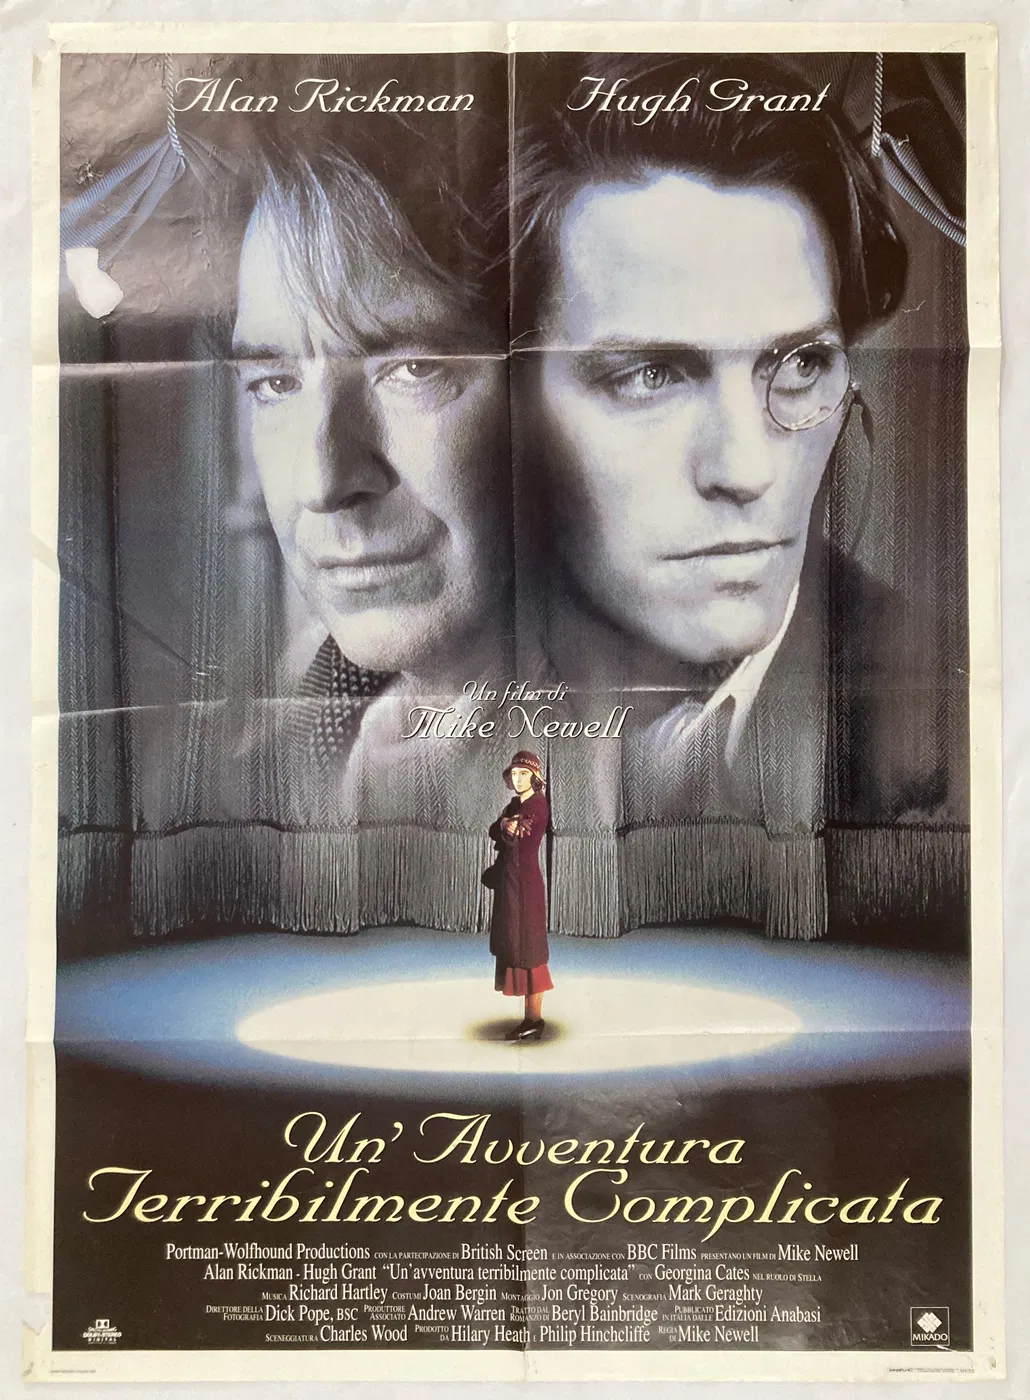 Alan Rickman Hugh Grant
Un film di
Mike Newell
Un' Avventura
Terribilmente Complicata
Portman-Wolfhound Productions CON LA PARTECIPAZIONE DI British Screen E IN ASSOCIAZIONE CON BBC Films PRESENTANO UN FILM DI Mike Newell
Alan Rickman - Hugh Grant "Un'avventura terribilmente complicata" CON Georgina Cates NEL RUOLO DI STELLA
MUSICA Richard Hartley COSTUMI Joan Bergin MONTAGGIO Jon Gregory SCENOGRAFIA Mark Geraghty
DIRETTORE DELLA FOTOGRAFIA Dick Pope, BSC PRODUTTORE ASSOCIATO Andrew Warren TRATTO DAL ROMANZO DI Beryl Bainbridge PUBBLICATO IN ITALIA DALLE Edizioni Anabasi
SCENEGGIATURA Charles Wood PRODOTTO DA Hilary Heath E Philip Hinchcliffe REGIA DI Mike Newell
DOLBY STEREO
DIGITAL
MIKADO